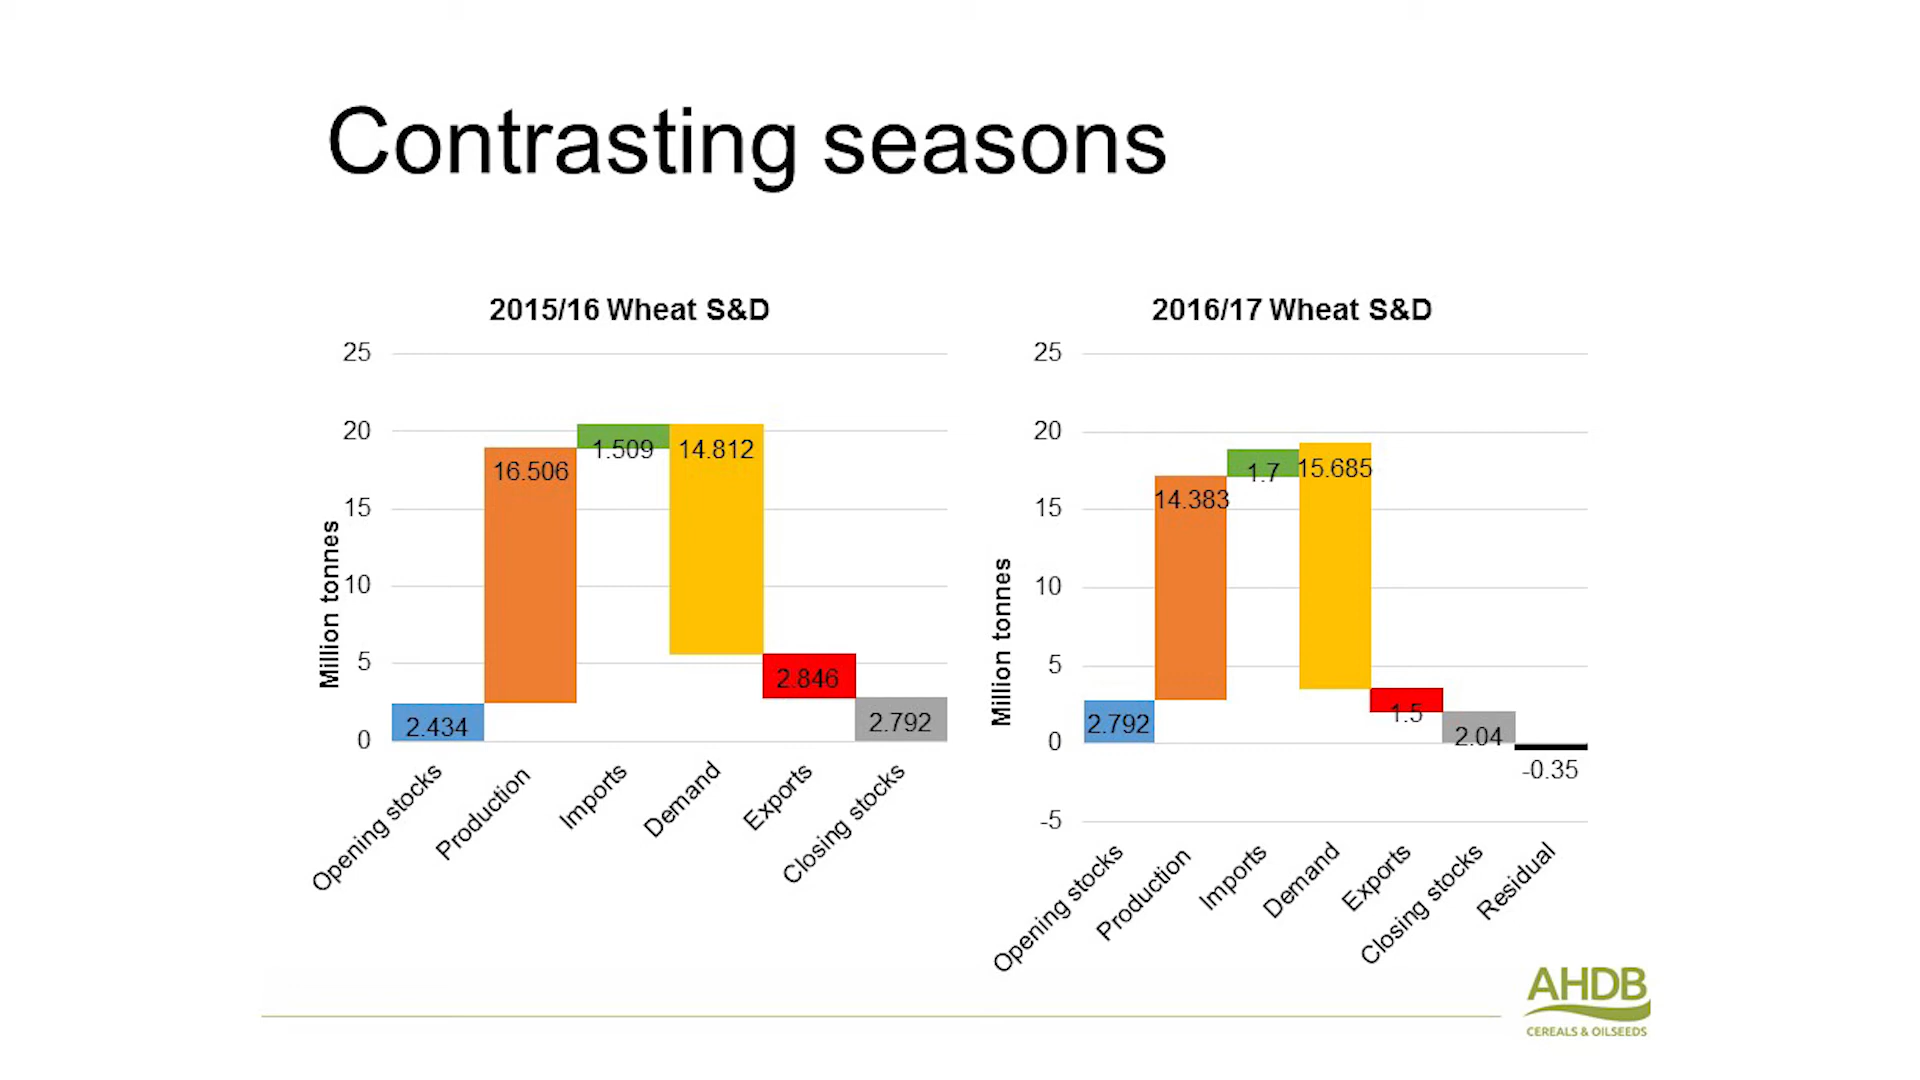 Contrasting seasons
2015/16 Wheat S&D
25
20
15
10
5
0
Million tonnes
2.434
16.506
1.509
14.812
2.846
2.792
Opening stocks
Production
Imports
Demand
Exports
Closing stocks
2016/17 Wheat S&D
25
20
15
10
5
0
-5
Million tonnes
2.792
14.383
1.7
15.685
1.5
2.04
-0.35
Opening stocks
Production
Imports
Demand
Exports
Closing stocks
Residual
AHDB
CEREALS & OILSEEDS